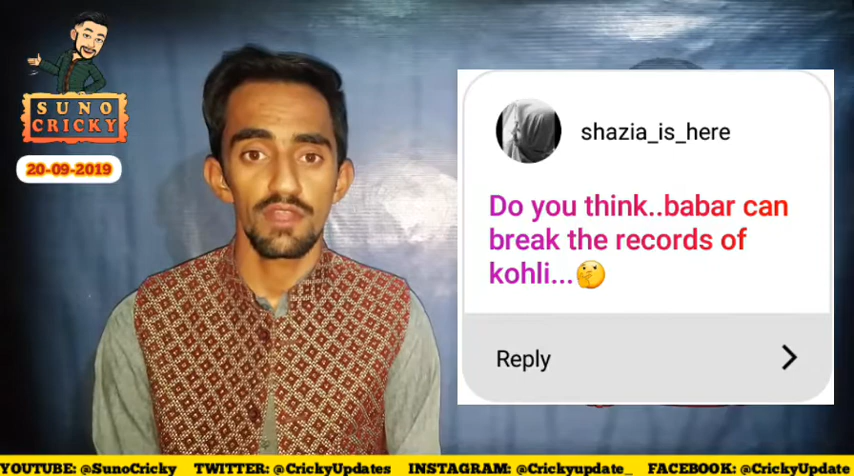 SUNO
CRICKY
20-09-2019
shazia_is_here
Do you think..babar can
break the records of
kohli...🤔
Reply
YOUTUBE: @SunoCricky TWITTER: @CrickyUpdates INSTAGRAM: @Crickyupdate_ FACEBOOK: @CrickyUpdate